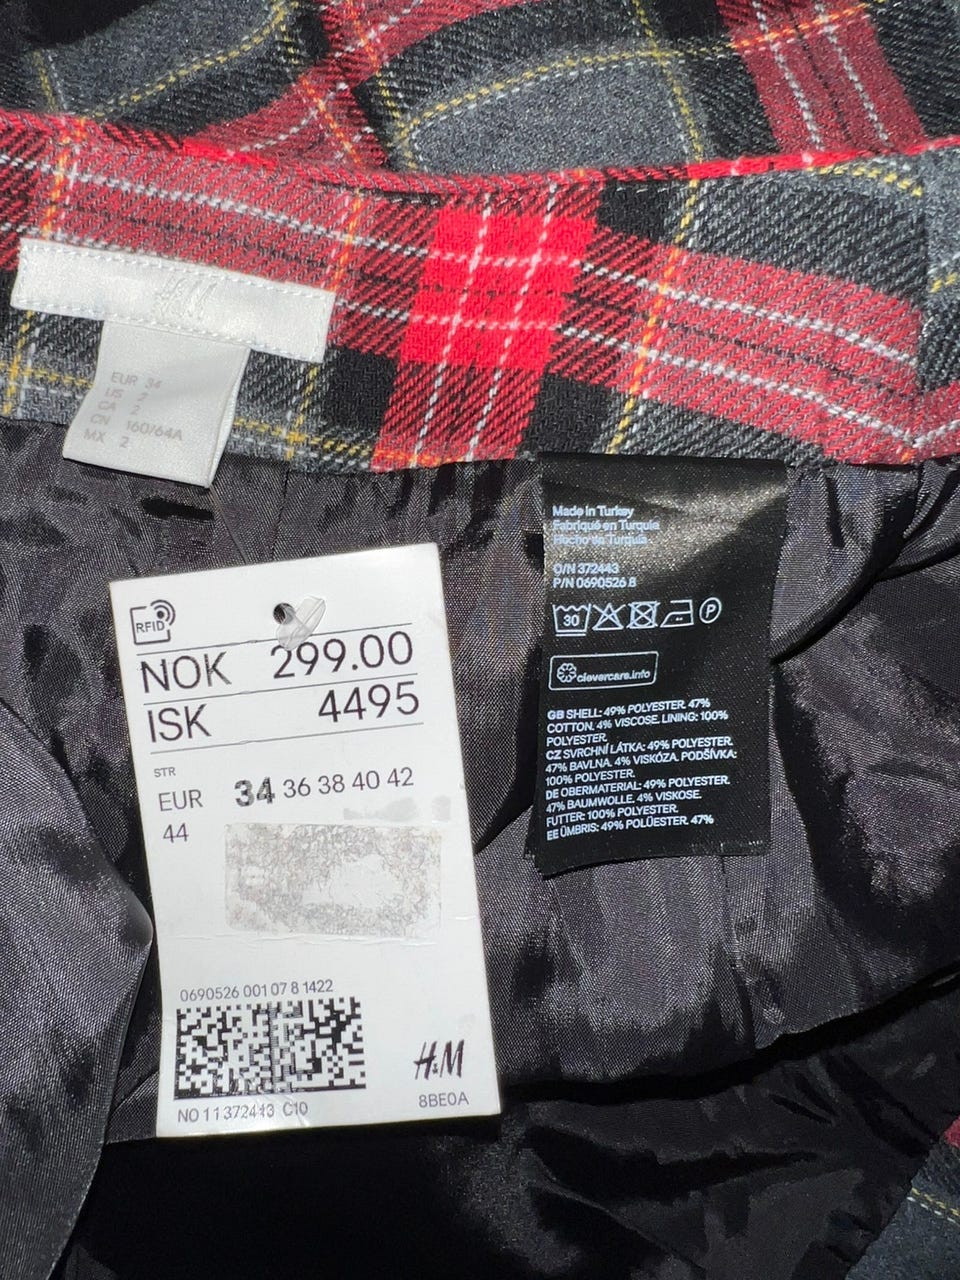 H&M
EUR 34
US 2
CA 2
CN 160/64A
MX 2
RFID
NOK 299.00
ISK 4495
STR
EUR 34 36 38 40 42
44
0690526 001 07 8 1422
H&M
NO 11 372443 C10
8BE0A
Made in Turkey
Fabriqué en Turquie
Hecho en Turquía
O/N 372443
P/N 0690526 8
30
P
clevercare.info
GB SHELL: 49% POLYESTER. 47%
COTTON. 4% VISCOSE. LINING: 100%
POLYESTER.
CZ SVRCHNÍ LÁTKA: 49% POLYESTER.
47% BAVLNA. 4% VISKÓZA. PODŠÍVKA:
100% POLYESTER.
DE OBERMATERIAL: 49% POLYESTER.
47% BAUMWOLLE. 4% VISKOSE.
FUTTER: 100% POLYESTER.
EE ÜMBRIS: 49% POLÜESTER. 47%